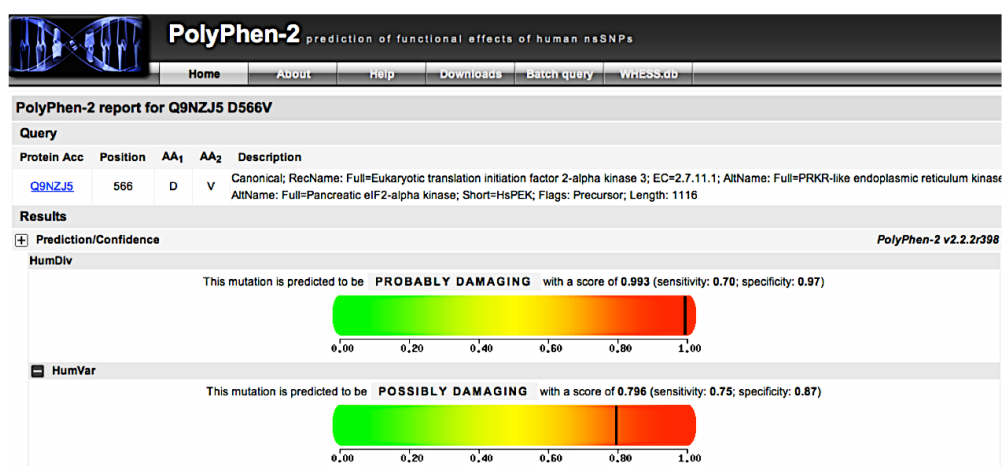 PolyPhen-2 prediction of functional effects of human nsSNPs
Home About Help Downloads Batch query WHESS.db
PolyPhen-2 report for Q9NZJ5 D566V
Query
Protein Acc Position AA1 AA2 Description
Q9NZJ5 566 D V Canonical; RecName: Full=Eukaryotic translation initiation factor 2-alpha kinase 3; EC=2.7.11.1; AltName: Full=PRKR-like endoplasmic reticulum kinase
AltName: Full=Pancreatic eIF2-alpha kinase; Short=HsPEK; Flags: Precursor; Length: 1116
Results
Prediction/Confidence PolyPhen-2 v2.2.2r398
HumDiv
This mutation is predicted to be PROBABLY DAMAGING with a score of 0.993 (sensitivity: 0.70; specificity: 0.97)
0.00 0.20 0.40 0.60 0.80 1.00
HumVar
This mutation is predicted to be POSSIBLY DAMAGING with a score of 0.796 (sensitivity: 0.75; specificity: 0.87)
0.00 0.20 0.40 0.60 0.80 1.00